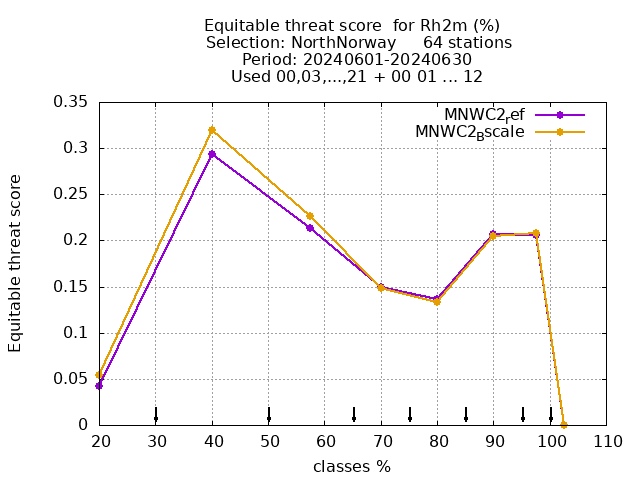 Equitable threat score  for Rh2m (%)
Selection: NorthNorway     64 stations
Period: 20240601-20240630
Used 00,03,...,21 + 00 01 ... 12
MNWC2ref
MNWC2Bscale
0.35
0.3
0.25
0.2
0.15
0.1
0.05
0
Equitable threat score
20 30 40 50 60 70 80 90 100 110
classes %